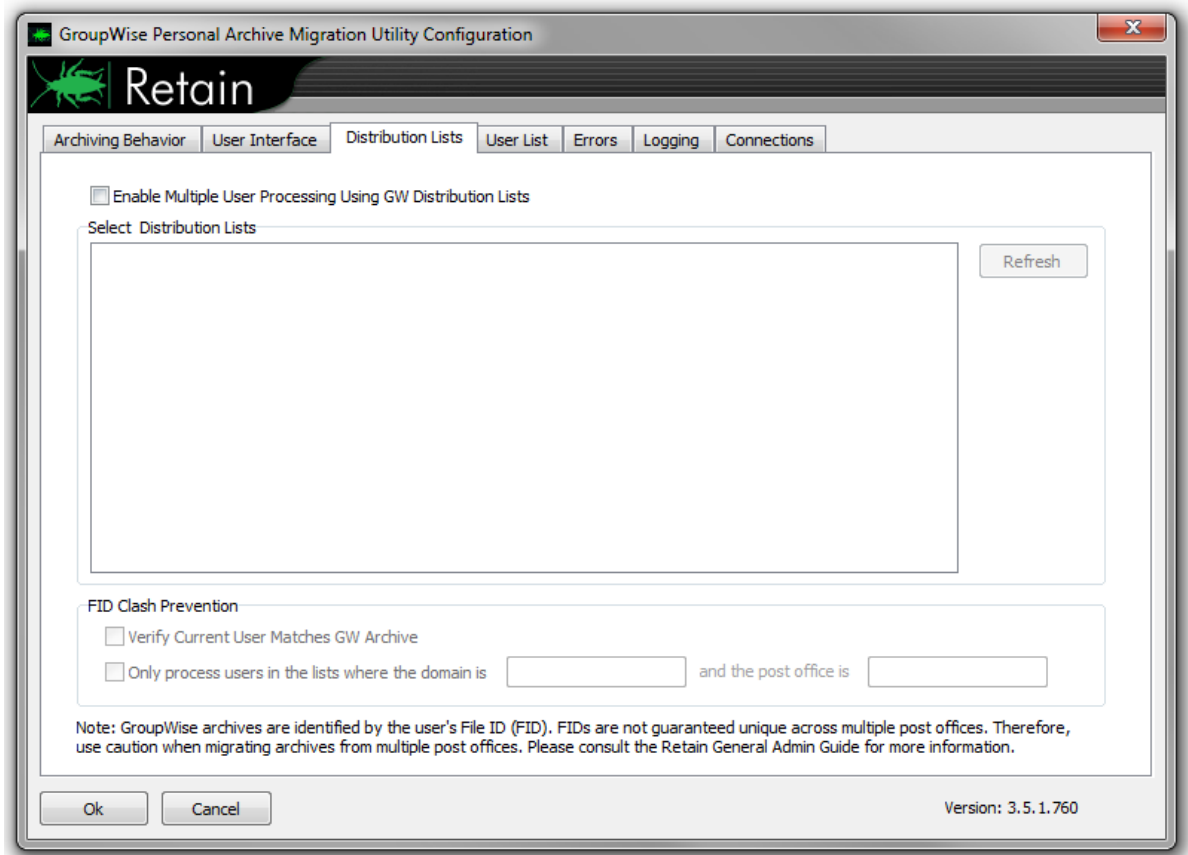 GroupWise Personal Archive Migration Utility Configuration
Retain
Archiving Behavior User Interface Distribution Lists User List Errors Logging Connections
Enable Multiple User Processing Using GW Distribution Lists
Select Distribution Lists
Refresh
FID Clash Prevention
Verify Current User Matches GW Archive
Only process users in the lists where the domain is and the post office is
Note: GroupWise archives are identified by the user's File ID (FID). FIDs are not guaranteed unique across multiple post offices. Therefore,
use caution when migrating archives from multiple post offices. Please consult the Retain General Admin Guide for more information.
Ok Cancel Version: 3.5.1.760